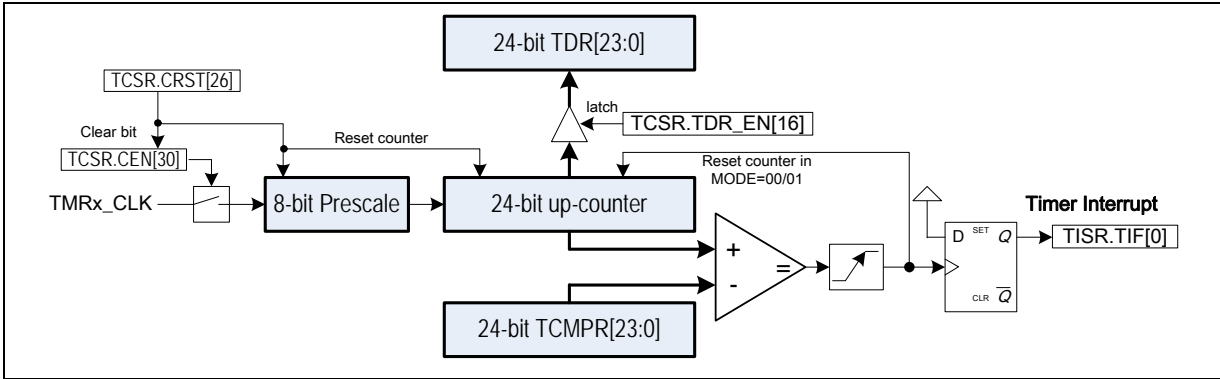 24-bit TDR[23:0]
TCSR.CRST[26]
latch
TCSR.TDR_EN[16]
Clear bit
Reset counter
TCSR.CEN[30]
Reset counter in
MODE=00/01
TMRx_CLK
8-bit Prescale
24-bit up-counter
Timer Interrupt
+
=
-
D SET Q
CLR Q
TISR.TIF[0]
24-bit TCMPR[23:0]